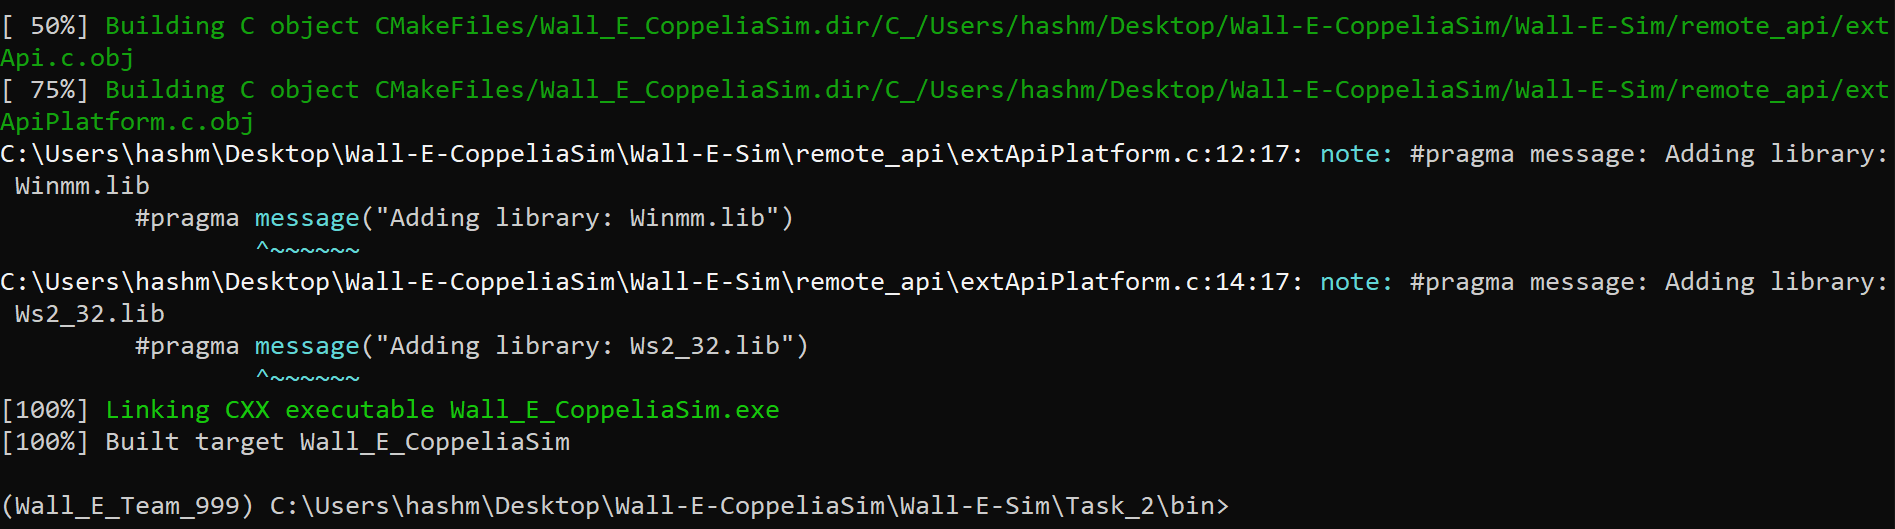 [ 50%] Building C object CMakeFiles/Wall_E_CoppeliaSim.dir/C_/Users/hashm/Desktop/Wall-E-CoppeliaSim/Wall-E-Sim/remote_api/ext
Api.c.obj
[ 75%] Building C object CMakeFiles/Wall_E_CoppeliaSim.dir/C_/Users/hashm/Desktop/Wall-E-CoppeliaSim/Wall-E-Sim/remote_api/ext
ApiPlatform.c.obj
C:\Users\hashm\Desktop\Wall-E-CoppeliaSim\Wall-E-Sim\remote_api\extApiPlatform.c:12:17: note: #pragma message: Adding library:
 Winmm.lib
         #pragma message("Adding library: Winmm.lib")
                 ^~~~~~~
C:\Users\hashm\Desktop\Wall-E-CoppeliaSim\Wall-E-Sim\remote_api\extApiPlatform.c:14:17: note: #pragma message: Adding library:
 Ws2_32.lib
         #pragma message("Adding library: Ws2_32.lib")
                 ^~~~~~~
[100%] Linking CXX executable Wall_E_CoppeliaSim.exe
[100%] Built target Wall_E_CoppeliaSim
(Wall_E_Team_999) C:\Users\hashm\Desktop\Wall-E-CoppeliaSim\Wall-E-Sim\Task_2\bin>